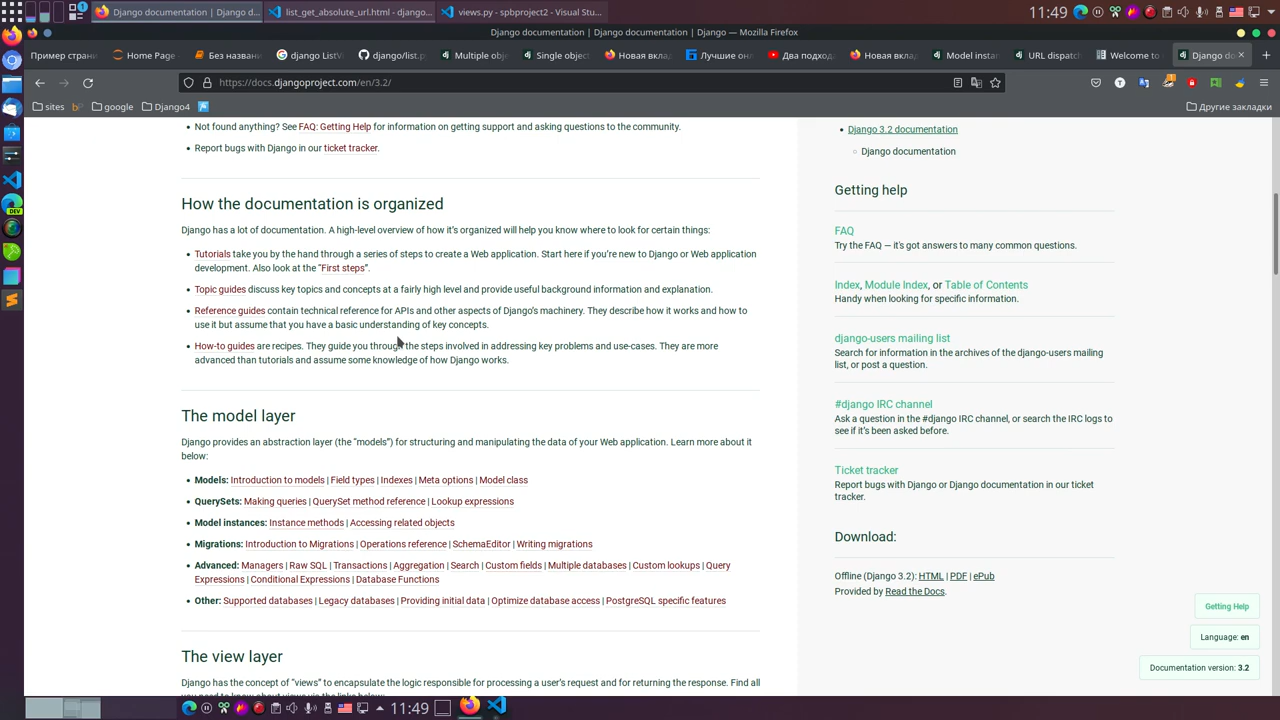 Django documentation | Django d...
list_get_absolute_url.html - django...
views.py - spbproject2 - Visual Stu...
11:49
Django documentation | Django documentation | Django — Mozilla Firefox
Пример страни
Home Page -
Без названи
django ListVi
django/list.p
Multiple obj
Single object
Новая вклад
Лучшие онл
Два подход
Новая вклад
Model instan
URL dispatch
Welcome to
Django do
https://docs.djangoproject.com/en/3.2/
sites
google
Django4
Другие закладки
• Not found anything? See FAQ: Getting Help for information on getting support and asking questions to the community.
• Report bugs with Django in our ticket tracker.
How the documentation is organized
Django has a lot of documentation. A high-level overview of how it’s organized will help you know where to look for certain things:
• Tutorials take you by the hand through a series of steps to create a Web application. Start here if you’re new to Django or Web application
development. Also look at the “First steps”.
• Topic guides discuss key topics and concepts at a fairly high level and provide useful background information and explanation.
• Reference guides contain technical reference for APIs and other aspects of Django’s machinery. They describe how it works and how to
use it but assume that you have a basic understanding of key concepts.
• How-to guides are recipes. They guide you through the steps involved in addressing key problems and use-cases. They are more
advanced than tutorials and assume some knowledge of how Django works.
The model layer
Django provides an abstraction layer (the “models”) for structuring and manipulating the data of your Web application. Learn more about it
below:
• Models: Introduction to models | Field types | Indexes | Meta options | Model class
• QuerySets: Making queries | QuerySet method reference | Lookup expressions
• Model instances: Instance methods | Accessing related objects
• Migrations: Introduction to Migrations | Operations reference | SchemaEditor | Writing migrations
• Advanced: Managers | Raw SQL | Transactions | Aggregation | Search | Custom fields | Multiple databases | Custom lookups | Query
Expressions | Conditional Expressions | Database Functions
• Other: Supported databases | Legacy databases | Providing initial data | Optimize database access | PostgreSQL specific features
The view layer
Django has the concept of “views” to encapsulate the logic responsible for processing a user’s request and for returning the response. Find all
you need to know about views via the links below:
• Django 3.2 documentation
◦ Django documentation
Getting help
FAQ
Try the FAQ — it's got answers to many common questions.
Index, Module Index, or Table of Contents
Handy when looking for specific information.
django-users mailing list
Search for information in the archives of the django-users mailing
list, or post a question.
#django IRC channel
Ask a question in the #django IRC channel, or search the IRC logs to
see if it’s been asked before.
Ticket tracker
Report bugs with Django or Django documentation in our ticket
tracker.
Download:
Offline (Django 3.2): HTML | PDF | ePub
Provided by Read the Docs.
Getting Help
Language: en
Documentation version: 3.2
DEV
11:49